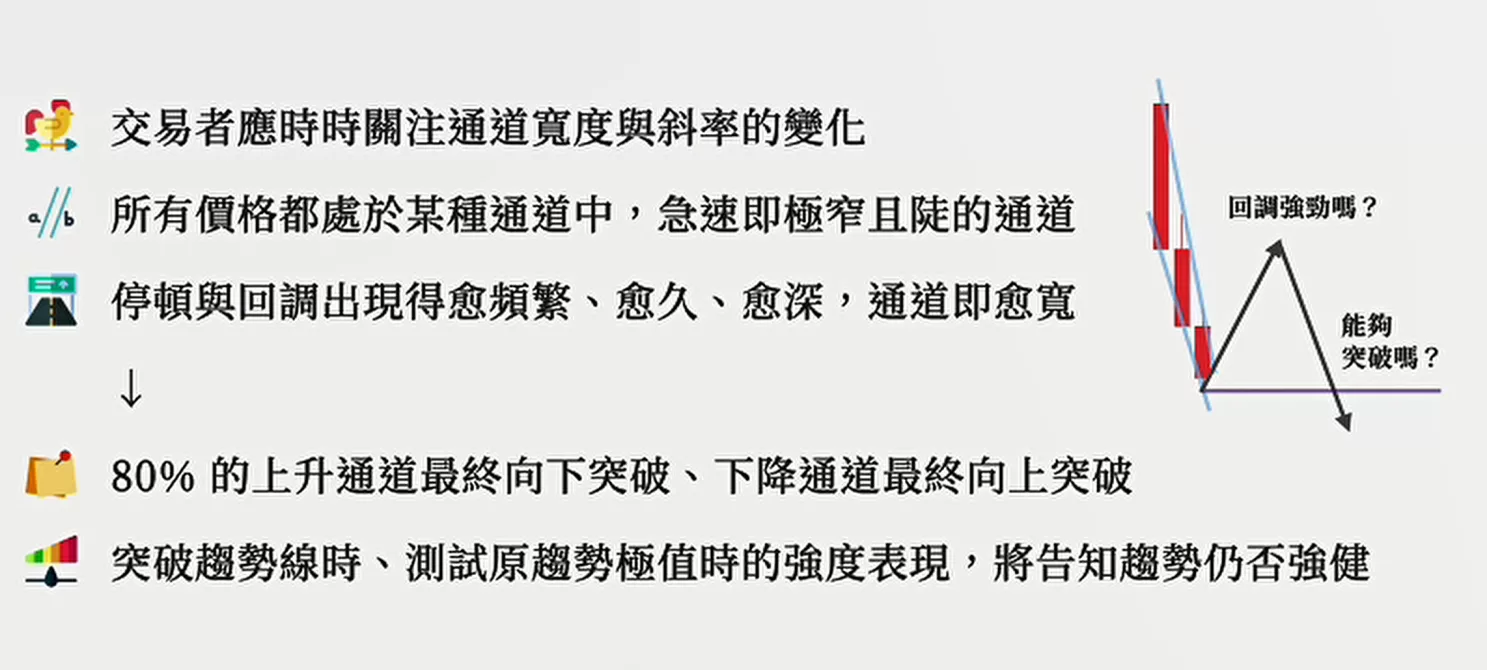 交易者應時時關注通道寬度與斜率的變化
a//b 所有價格都處於某種通道中，急速即極窄且陡的通道
停頓與回調出現得愈頻繁、愈久、愈深，通道即愈寬
↓
80% 的上升通道最終向下突破、下降通道最終向上突破
突破趨勢線時、測試原趨勢極值時的強度表現，將告知趨勢仍否強健
回調強勁嗎？
能夠
突破嗎？